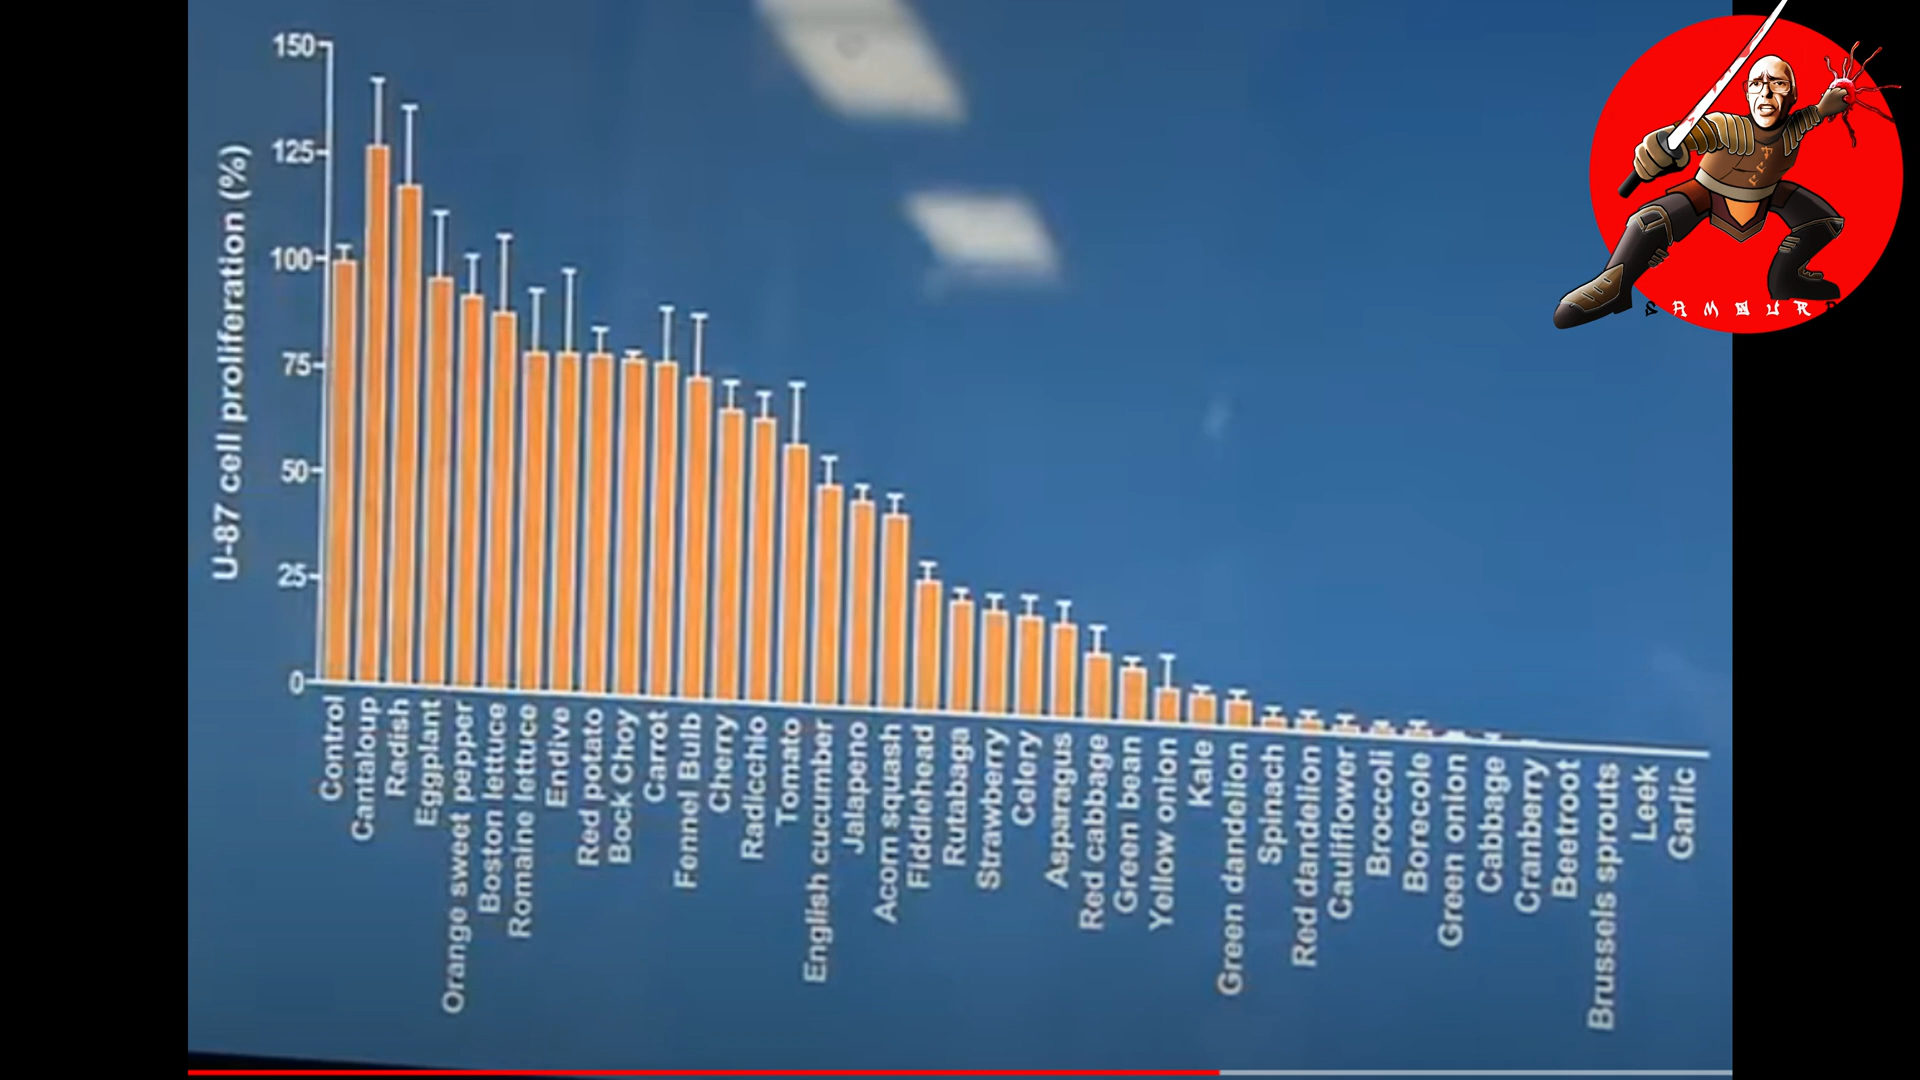 150
125
100
75
50
25
0
U-87 cell proliferation (%)
Control
Cantaloup
Radish
Eggplant
Orange sweet pepper
Boston lettuce
Romaine lettuce
Endive
Red potato
Bock Choy
Carrot
Fennel Bulb
Cherry
Radicchio
Tomato
English cucumber
Jalapeno
Acorn squash
Fiddlehead
Rutabaga
Strawberry
Celery
Asparagus
Red cabbage
Green bean
Yellow onion
Kale
Green dandelion
Spinach
Red dandelion
Cauliflower
Broccoli
Borecole
Green onion
Cabbage
Cranberry
Beetroot
Brussels sprouts
Leek
Garlic